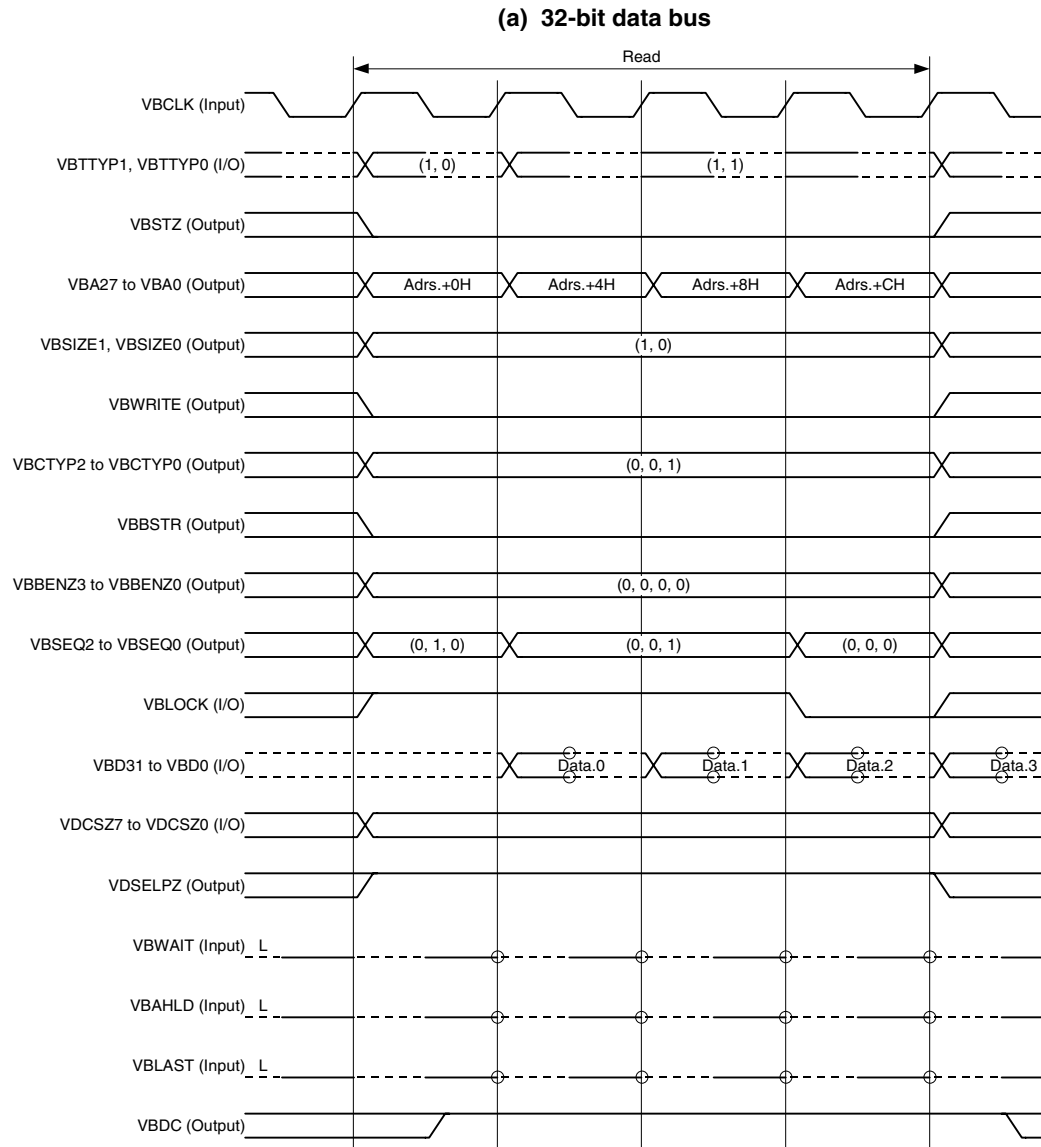 (a) 32-bit data bus
Read
VBCLK (Input)
VBTTYP1, VBTTYP0 (I/O) (1, 0) (1, 1)
VBSTZ (Output)
VBA27 to VBA0 (Output) Adrs.+0H Adrs.+4H Adrs.+8H Adrs.+CH
VBSIZE1, VBSIZE0 (Output) (1, 0)
VBWRITE (Output)
VBCTYP2 to VBCTYP0 (Output) (0, 0, 1)
VBBSTR (Output)
VBBENZ3 to VBBENZ0 (Output) (0, 0, 0, 0)
VBSEQ2 to VBSEQ0 (Output) (0, 1, 0) (0, 0, 1) (0, 0, 0)
VBLOCK (I/O)
VBD31 to VBD0 (I/O) Data.0 Data.1 Data.2 Data.3
VDCSZ7 to VDCSZ0 (I/O)
VDSELPZ (Output)
VBWAIT (Input) L
VBAHLD (Input) L
VBLAST (Input) L
VBDC (Output)